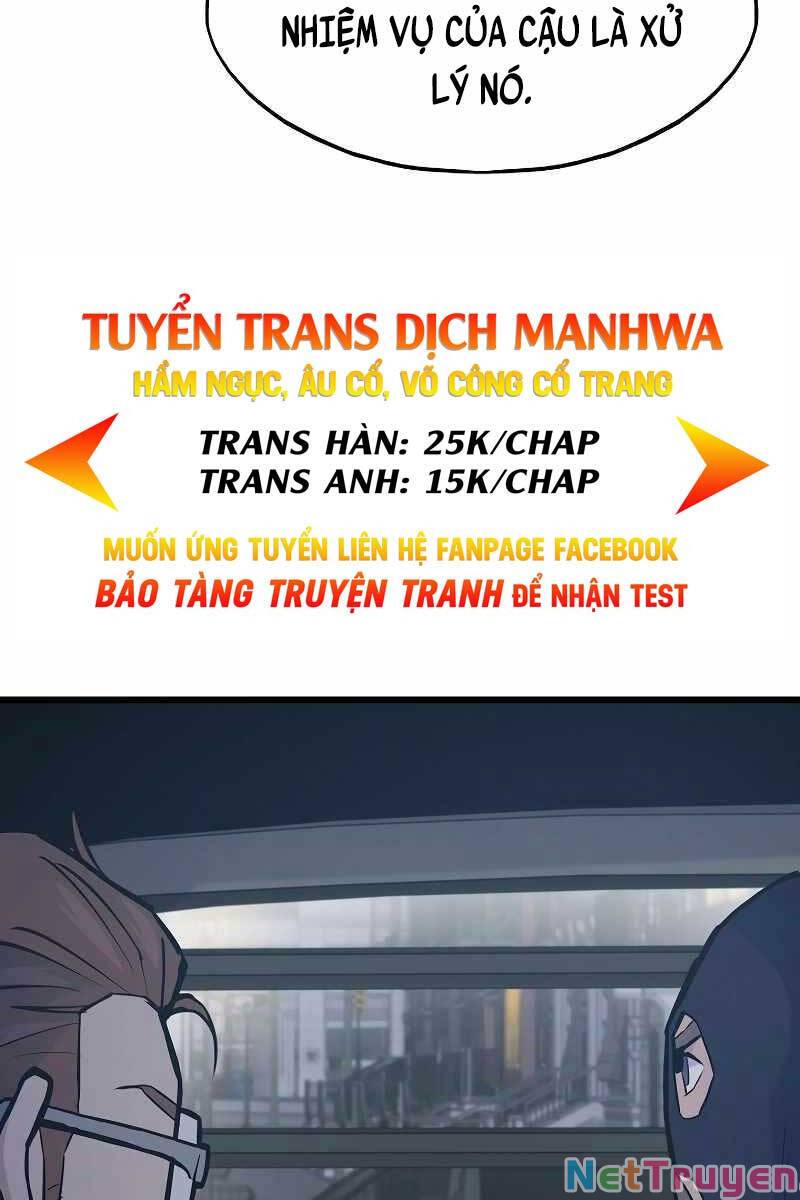 NHIỆM VỤ CỦA CẬU LÀ XỬ
LÝ NÓ.
TUYỂN TRANS DỊCH MANHWA
HẦM NGỤC, ÂU CỔ, VÕ CÔNG CỔ TRANG
TRANS HÀN: 25K/CHAP
TRANS ANH: 15K/CHAP
MUỐN ỨNG TUYỂN LIÊN HỆ FANPAGE FACEBOOK
BẢO TÀNG TRUYỆN TRANH ĐỂ NHẬN TEST
NetTruyen